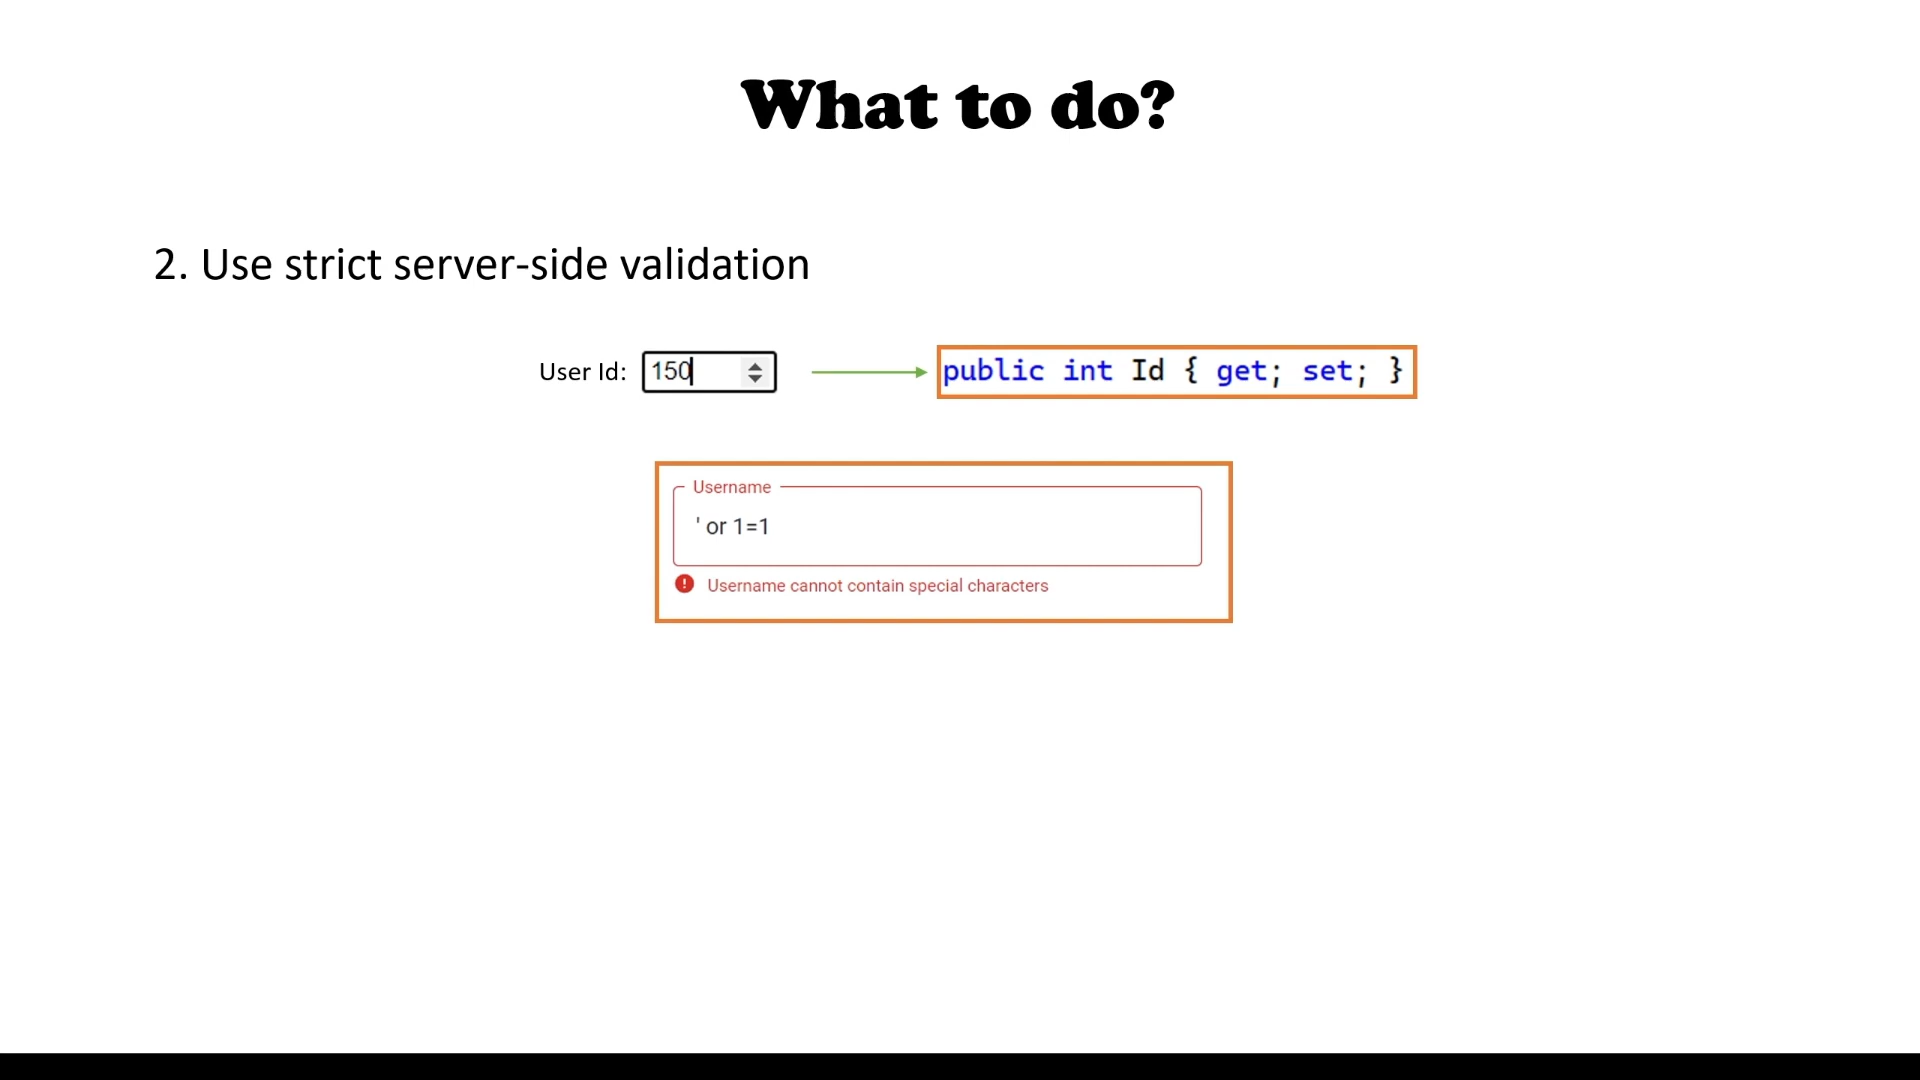 What to do?
2. Use strict server-side validation
User Id: 150 public int Id { get; set; }
Username
' or 1=1
Username cannot contain special characters